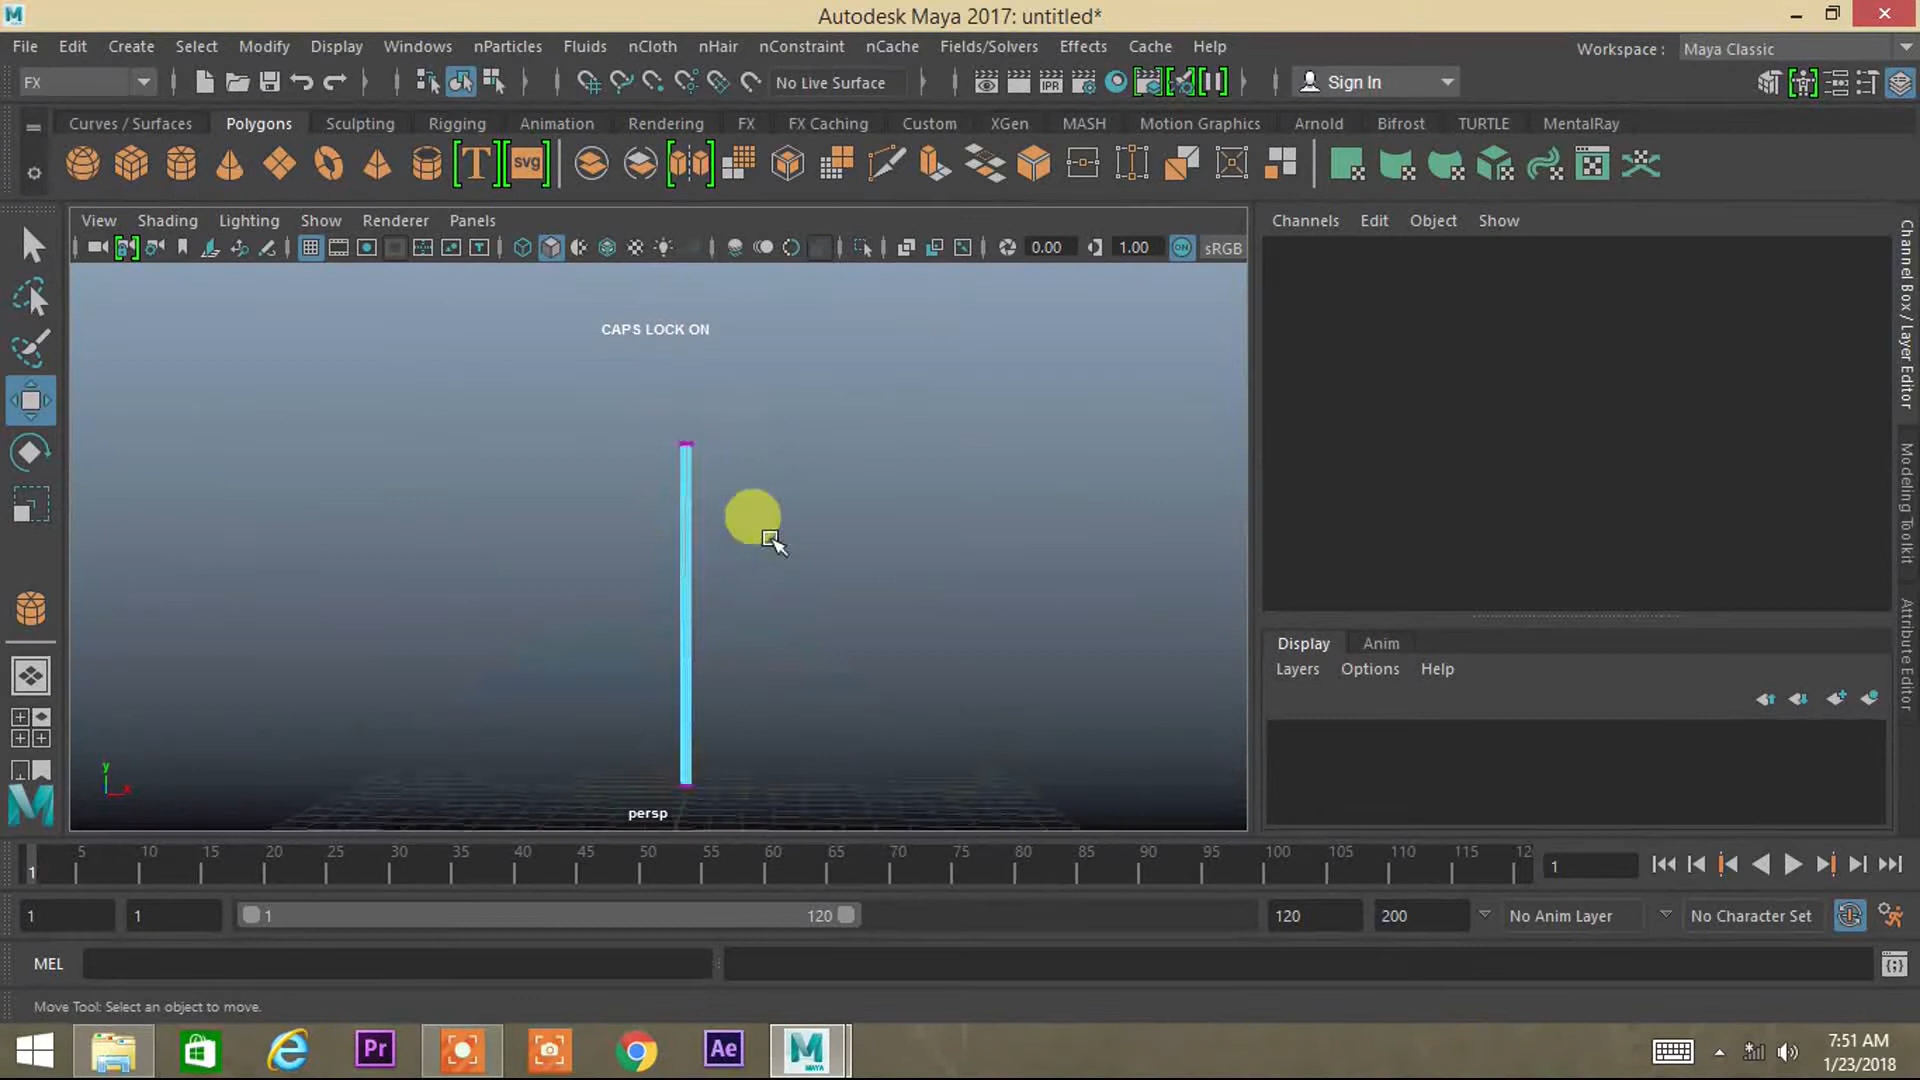 Autodesk Maya 2017: untitled*
File Edit Create Select Modify Display Windows nParticles Fluids nCloth nHair nConstraint nCache Fields/Solvers Effects Cache Help
Workspace : Maya Classic
FX No Live Surface IPR Sign In
Curves / Surfaces Polygons Sculpting Rigging Animation Rendering FX FX Caching Custom XGen MASH Motion Graphics Arnold Bifrost TURTLE MentalRay
T svg
View Shading Lighting Show Renderer Panels
0.00 1.00 ON sRGB
Channels Edit Object Show
Channel Box / Layer Editor
Modeling Toolkit
Attribute Editor
CAPS LOCK ON
Display Anim
Layers Options Help
y
x
persp
5 10 15 20 25 30 35 40 45 50 55 60 65 70 75 80 85 90 95 100 105 110 115 12
1 1
1 1 1 120 120 200 No Anim Layer No Character Set
MEL
Move Tool: Select an object to move.
Pr Ae MAYA
7:51 AM
1/23/2018